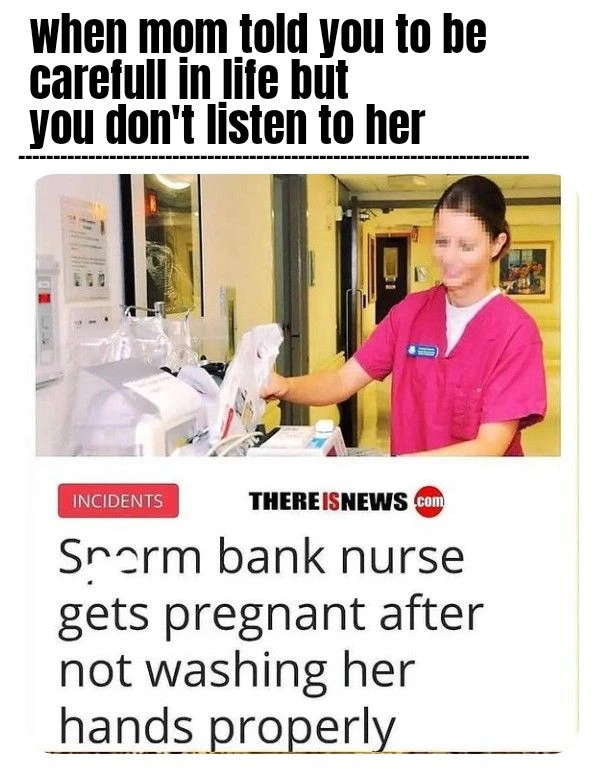 when mom told you to be
carefull in life but
you don't listen to her
INCIDENTS
THEREISNEWS.com
Sperm bank nurse
gets pregnant after
not washing her
hands properly